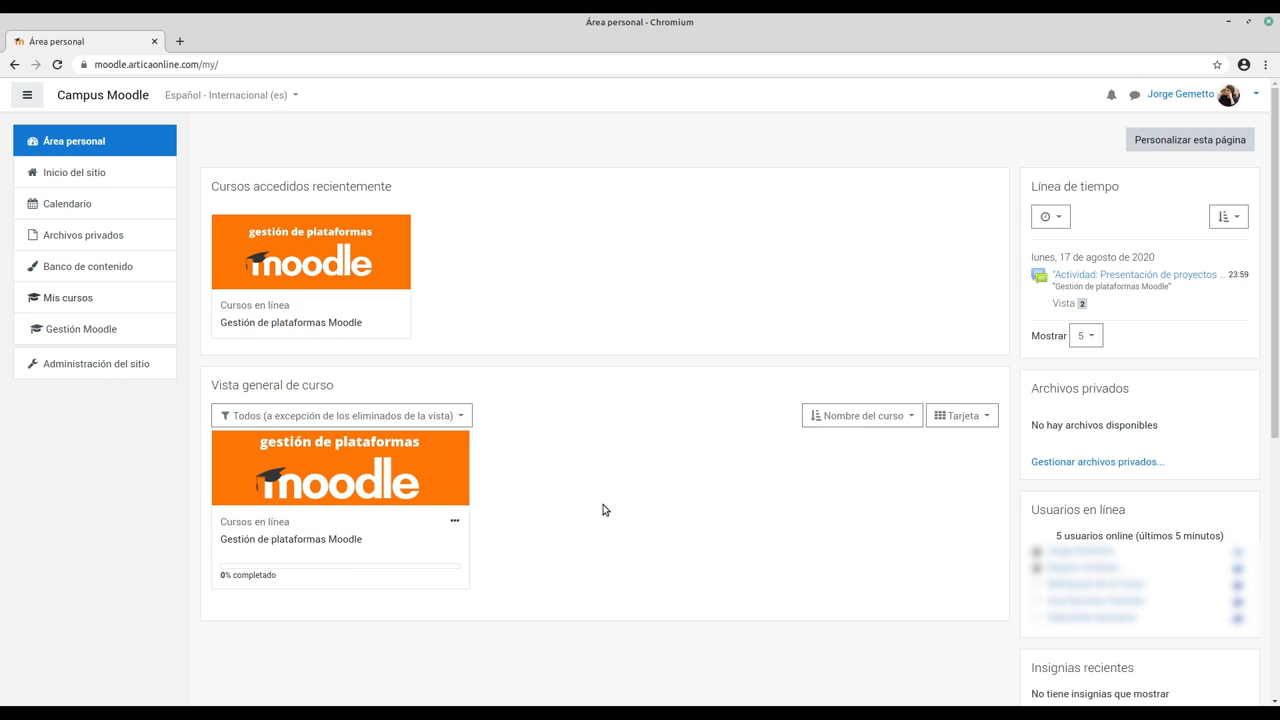 Área personal - Chromium
Área personal
moodle.articaonline.com/my/
Campus Moodle
Español - Internacional (es)
Jorge Gemetto
Área personal
Inicio del sitio
Calendario
Archivos privados
Banco de contenido
Mis cursos
Gestión Moodle
Administración del sitio
Personalizar esta página
Cursos accedidos recientemente
gestión de plataformas
moodle
Cursos en línea
Gestión de plataformas Moodle
Vista general de curso
Todos (a excepción de los eliminados de la vista)
Nombre del curso
Tarjeta
gestión de plataformas
moodle
Cursos en línea
Gestión de plataformas Moodle
0% completado
Línea de tiempo
lunes, 17 de agosto de 2020
"Actividad: Presentación de proyectos ... 23:59
"Gestión de plataformas Moodle"
Vista 2
Mostrar 5
Archivos privados
No hay archivos disponibles
Gestionar archivos privados...
Usuarios en línea
5 usuarios online (últimos 5 minutos)
Insignias recientes
No tiene insignias que mostrar